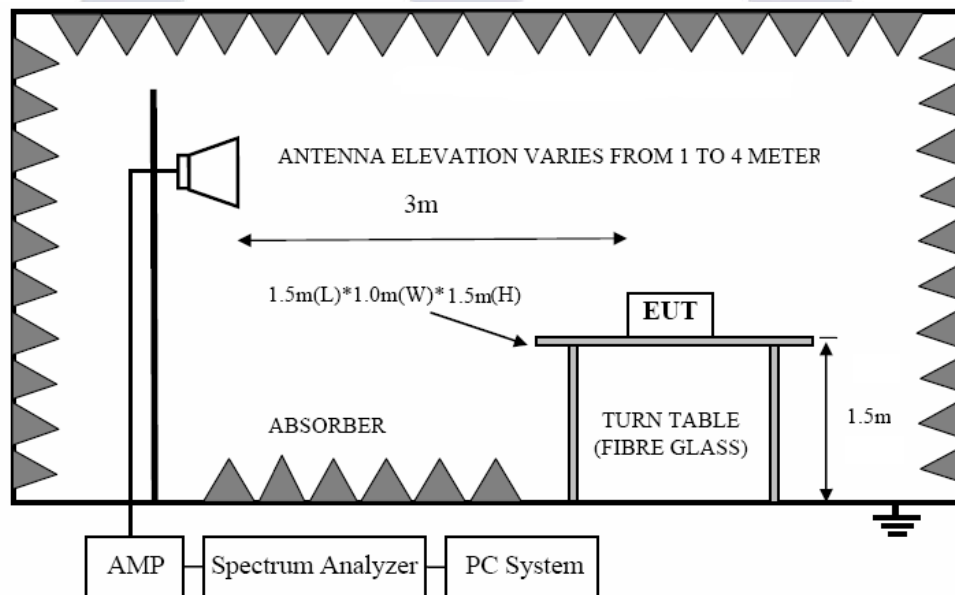 ANTENNA ELEVATION VARIES FROM 1 TO 4 METER
3m
1.5m(L)*1.0m(W)*1.5m(H)
EUT
ABSORBER
TURN TABLE
(FIBRE GLASS)
1.5m
AMP
Spectrum Analyzer
PC System